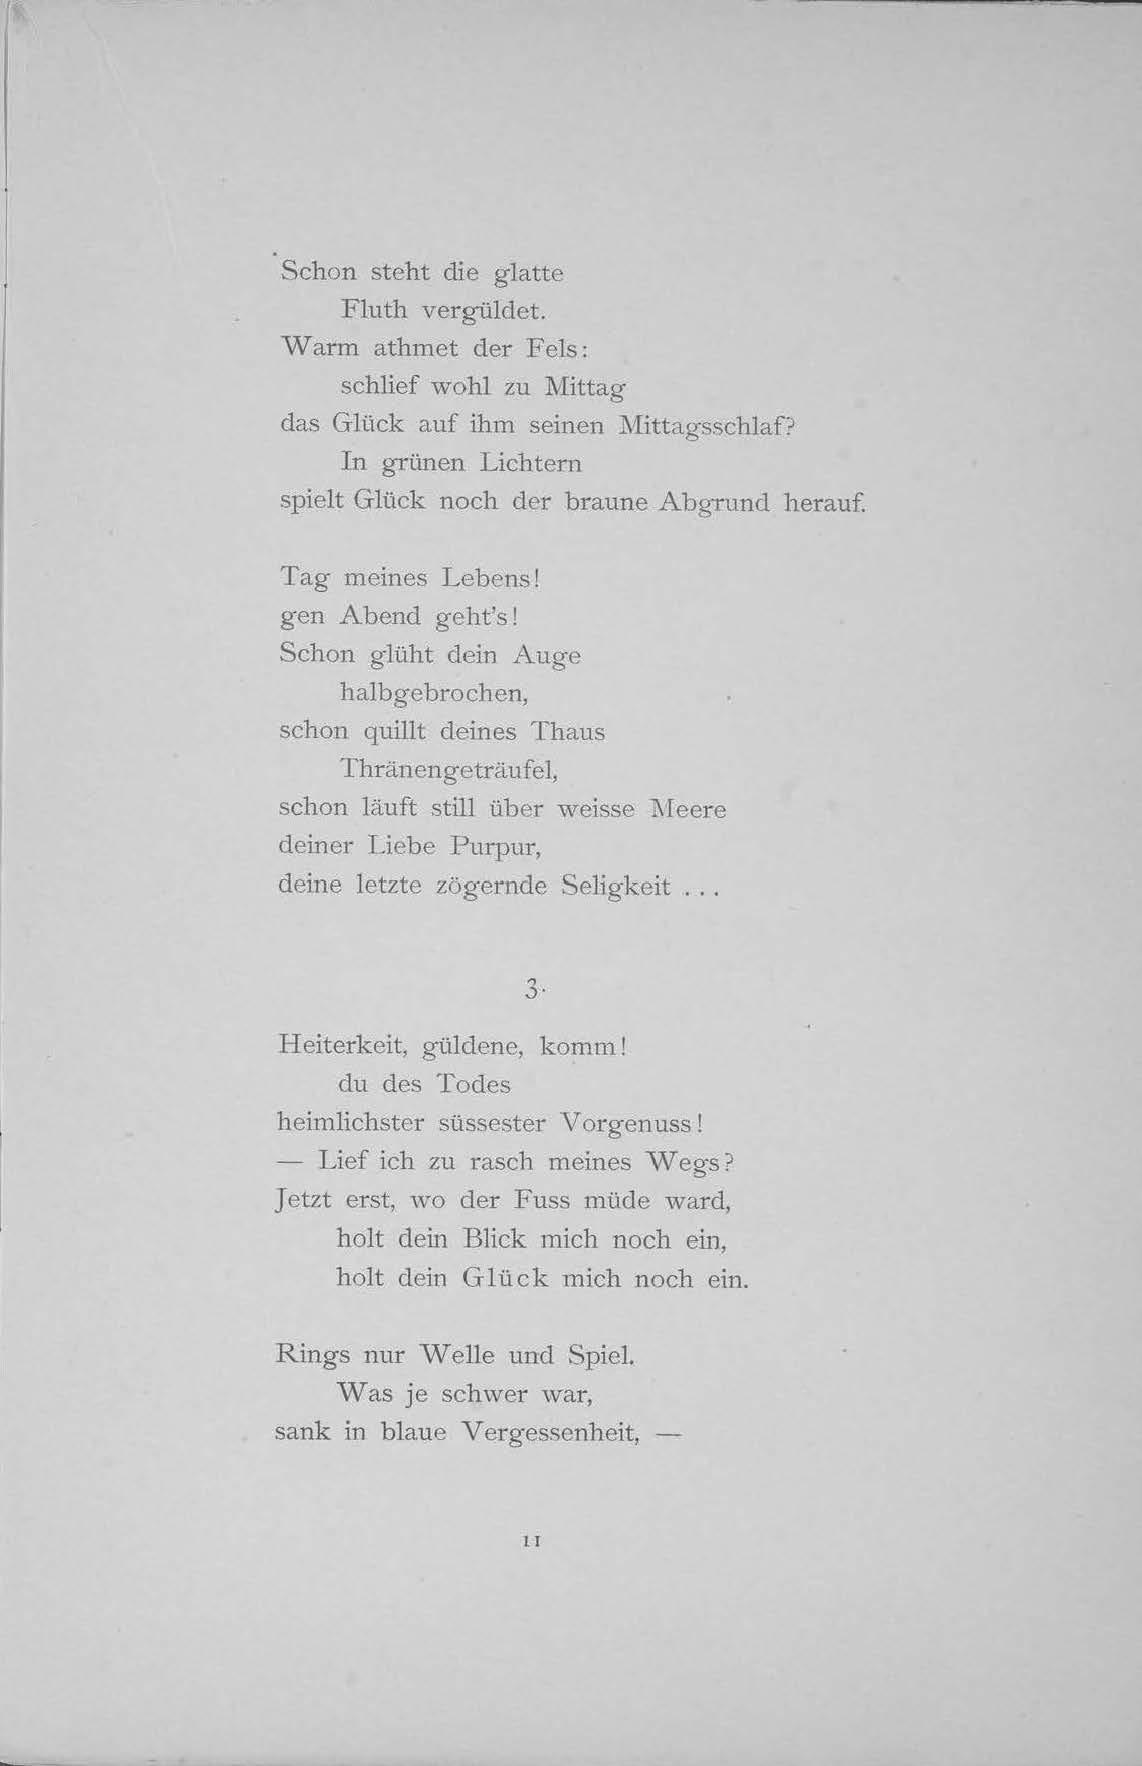 Schon steht die glatte
Fluth vergüldet.
Warm athmet der Fels:
schlief wohl zu Mittag
das Glück auf ihm seinen Mittagsschlaf?
In grünen Lichtern
spielt Glück noch der braune Abgrund herauf.
Tag meines Lebens!
gen Abend geht's!
Schon glüht dein Auge
halbgebrochen,
schon quillt deines Thaus
Thränengeträufel,
schon läuft still über weisse Meere
deiner Liebe Purpur,
deine letzte zögernde Seligkeit ...
3.
Heiterkeit, güldene, komm!
du des Todes
heimlichster süssester Vorgenuss!
— Lief ich zu rasch meines Wegs?
Jetzt erst, wo der Fuss müde ward,
holt dein Blick mich noch ein,
holt dein Glück mich noch ein.
Rings nur Welle und Spiel.
Was je schwer war,
sank in blaue Vergessenheit, —
11